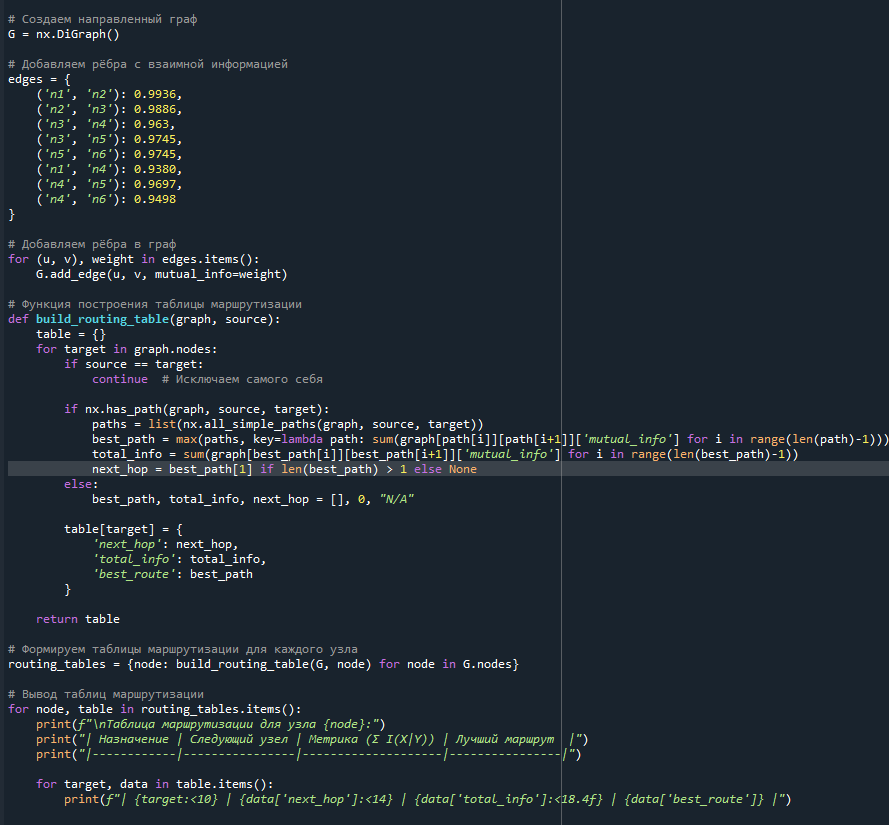 # Создаем направленный граф
G = nx.DiGraph()
# Добавляем рёбра с взаимной информацией
edges = {
    ('n1', 'n2'): 0.9936,
    ('n2', 'n3'): 0.9886,
    ('n3', 'n4'): 0.963,
    ('n3', 'n5'): 0.9745,
    ('n5', 'n6'): 0.9745,
    ('n1', 'n4'): 0.9380,
    ('n4', 'n5'): 0.9697,
    ('n4', 'n6'): 0.9498
}
# Добавляем рёбра в граф
for (u, v), weight in edges.items():
    G.add_edge(u, v, mutual_info=weight)
# Функция построения таблицы маршрутизации
def build_routing_table(graph, source):
    table = {}
    for target in graph.nodes:
        if source == target:
            continue  # Исключаем самого себя
        if nx.has_path(graph, source, target):
            paths = list(nx.all_simple_paths(graph, source, target))
            best_path = max(paths, key=lambda path: sum(graph[path[i]][path[i+1]]['mutual_info'] for i in range(len(path)-1)))
            total_info = sum(graph[best_path[i]][best_path[i+1]]['mutual_info'] for i in range(len(best_path)-1))
            next_hop = best_path[1] if len(best_path) > 1 else None
        else:
            best_path, total_info, next_hop = [], 0, "N/A"
        table[target] = {
            'next_hop': next_hop,
            'total_info': total_info,
            'best_route': best_path
        }
    return table
# Формируем таблицы маршрутизации для каждого узла
routing_tables = {node: build_routing_table(G, node) for node in G.nodes}
# Вывод таблиц маршрутизации
for node, table in routing_tables.items():
    print(f"\nТаблица маршрутизации для узла {node}:")
    print("| Назначение | Следующий узел | Метрика (Σ I(X|Y)) | Лучший маршрут  |")
    print("|------------|----------------|--------------------|----------------|")
    for target, data in table.items():
        print(f"| {target:<10} | {data['next_hop']:<14} | {data['total_info']:<18.4f} | {data['best_route']} |")